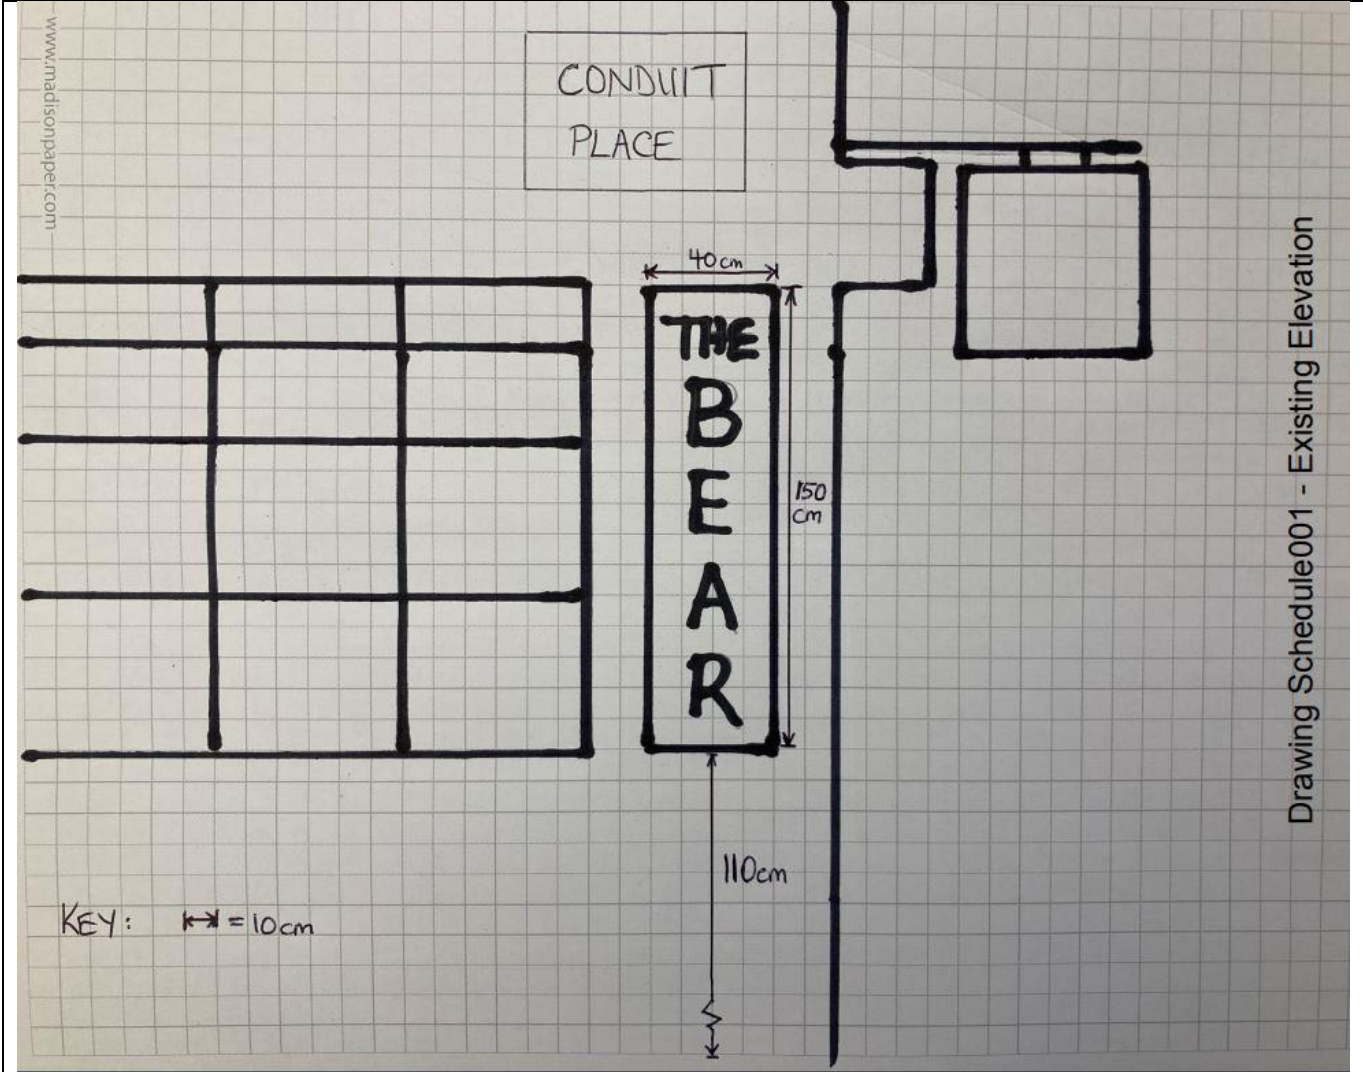 www.madisonpaper.com
CONDUIT
PLACE
40cm
THE
B
E
A
R
150
cm
110cm
KEY: = 10cm
Drawing Schedule001 - Existing Elevation